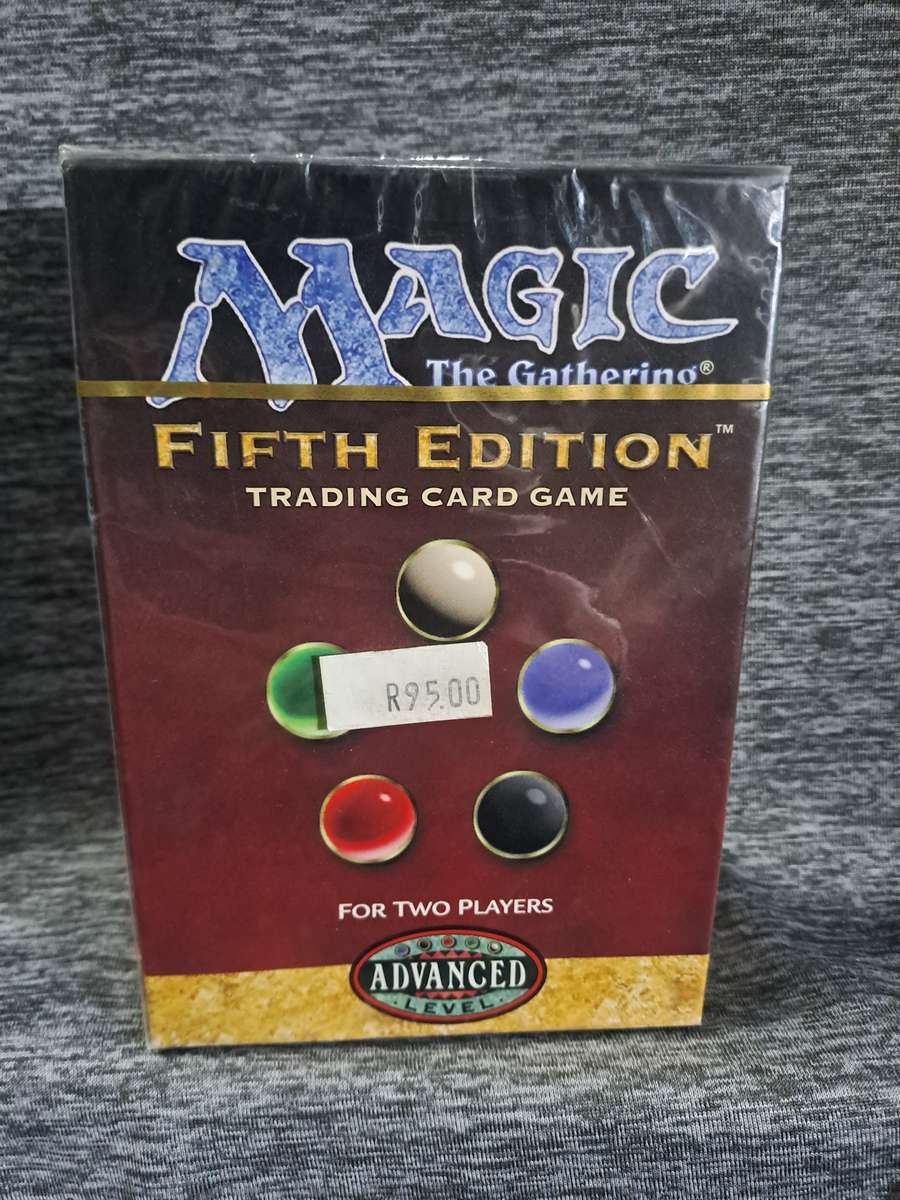 MAGIC
The Gathering®
FIFTH EDITION™
TRADING CARD GAME
R95.00
FOR TWO PLAYERS
ADVANCED
LEVEL